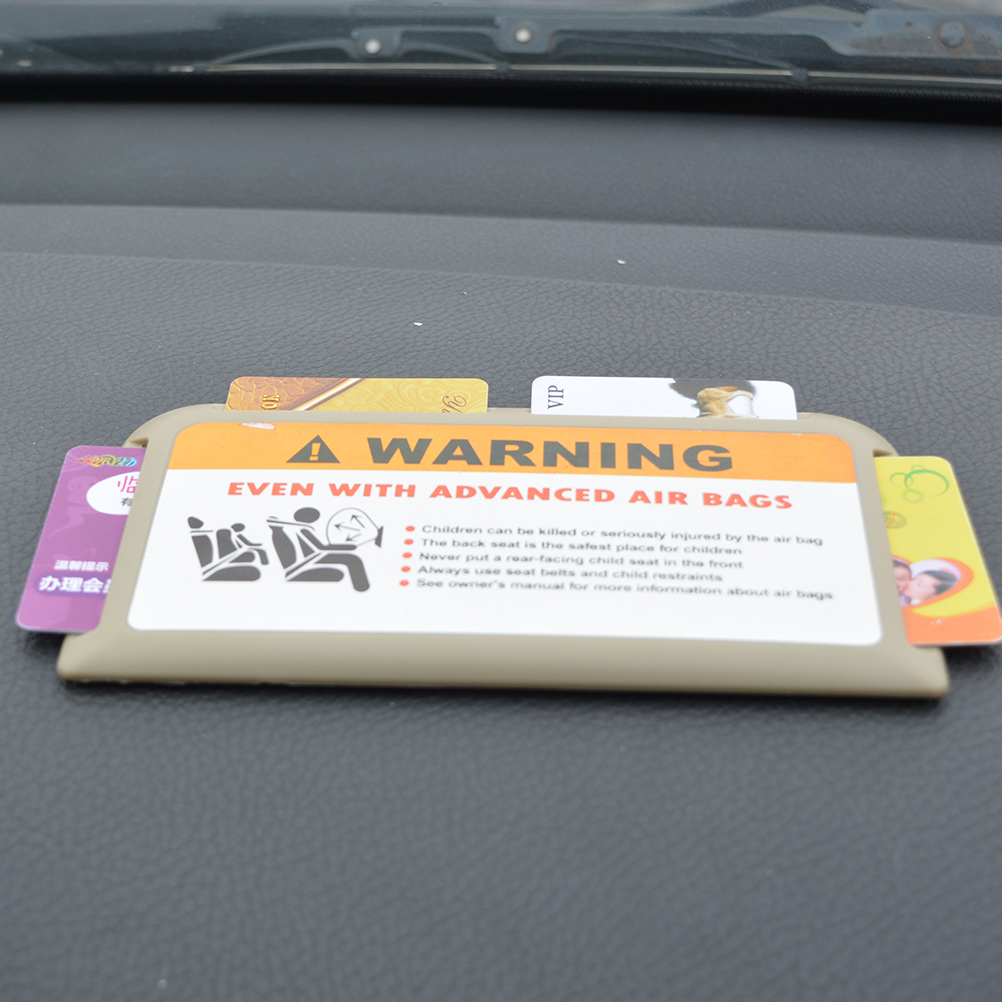 VIP
WARNING
EVEN WITH ADVANCED AIR BAGS
Children can be killed or seriously injured by the air bag
The back seat is the safest place for children
Never put a rear-facing child seat in the front
Always use seat belts and child restraints
See owner's manual for more information about air bags
临
温馨提示
办理会